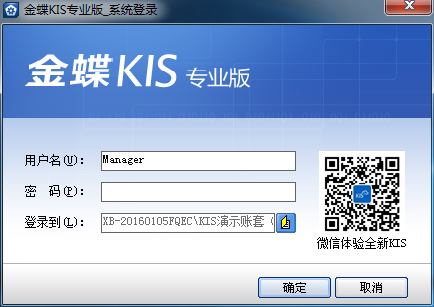 金蝶KIS专业版_系统登录
金蝶KIS 专业版
用户名(U)： Manager
密　码(P)：
登录到(L)： XB-20160105FQEC\KIS演示账套（
微信体验全新KIS
确定 取消